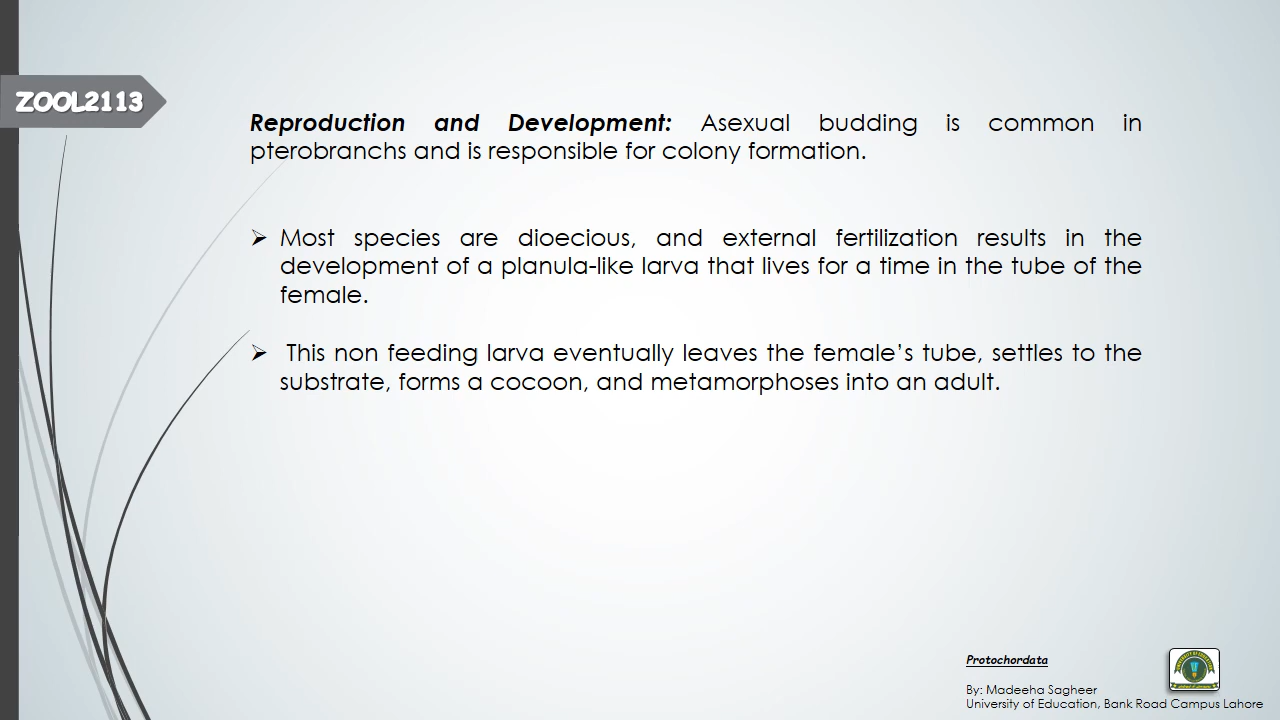 ZOOL2113
Reproduction and Development: Asexual budding is common in
pterobranchs and is responsible for colony formation.
➢ Most species are dioecious, and external fertilization results in the
development of a planula-like larva that lives for a time in the tube of the
female.
➢ This non feeding larva eventually leaves the female’s tube, settles to the
substrate, forms a cocoon, and metamorphoses into an adult.
Protochordata
By: Madeeha Sagheer
University of Education, Bank Road Campus Lahore